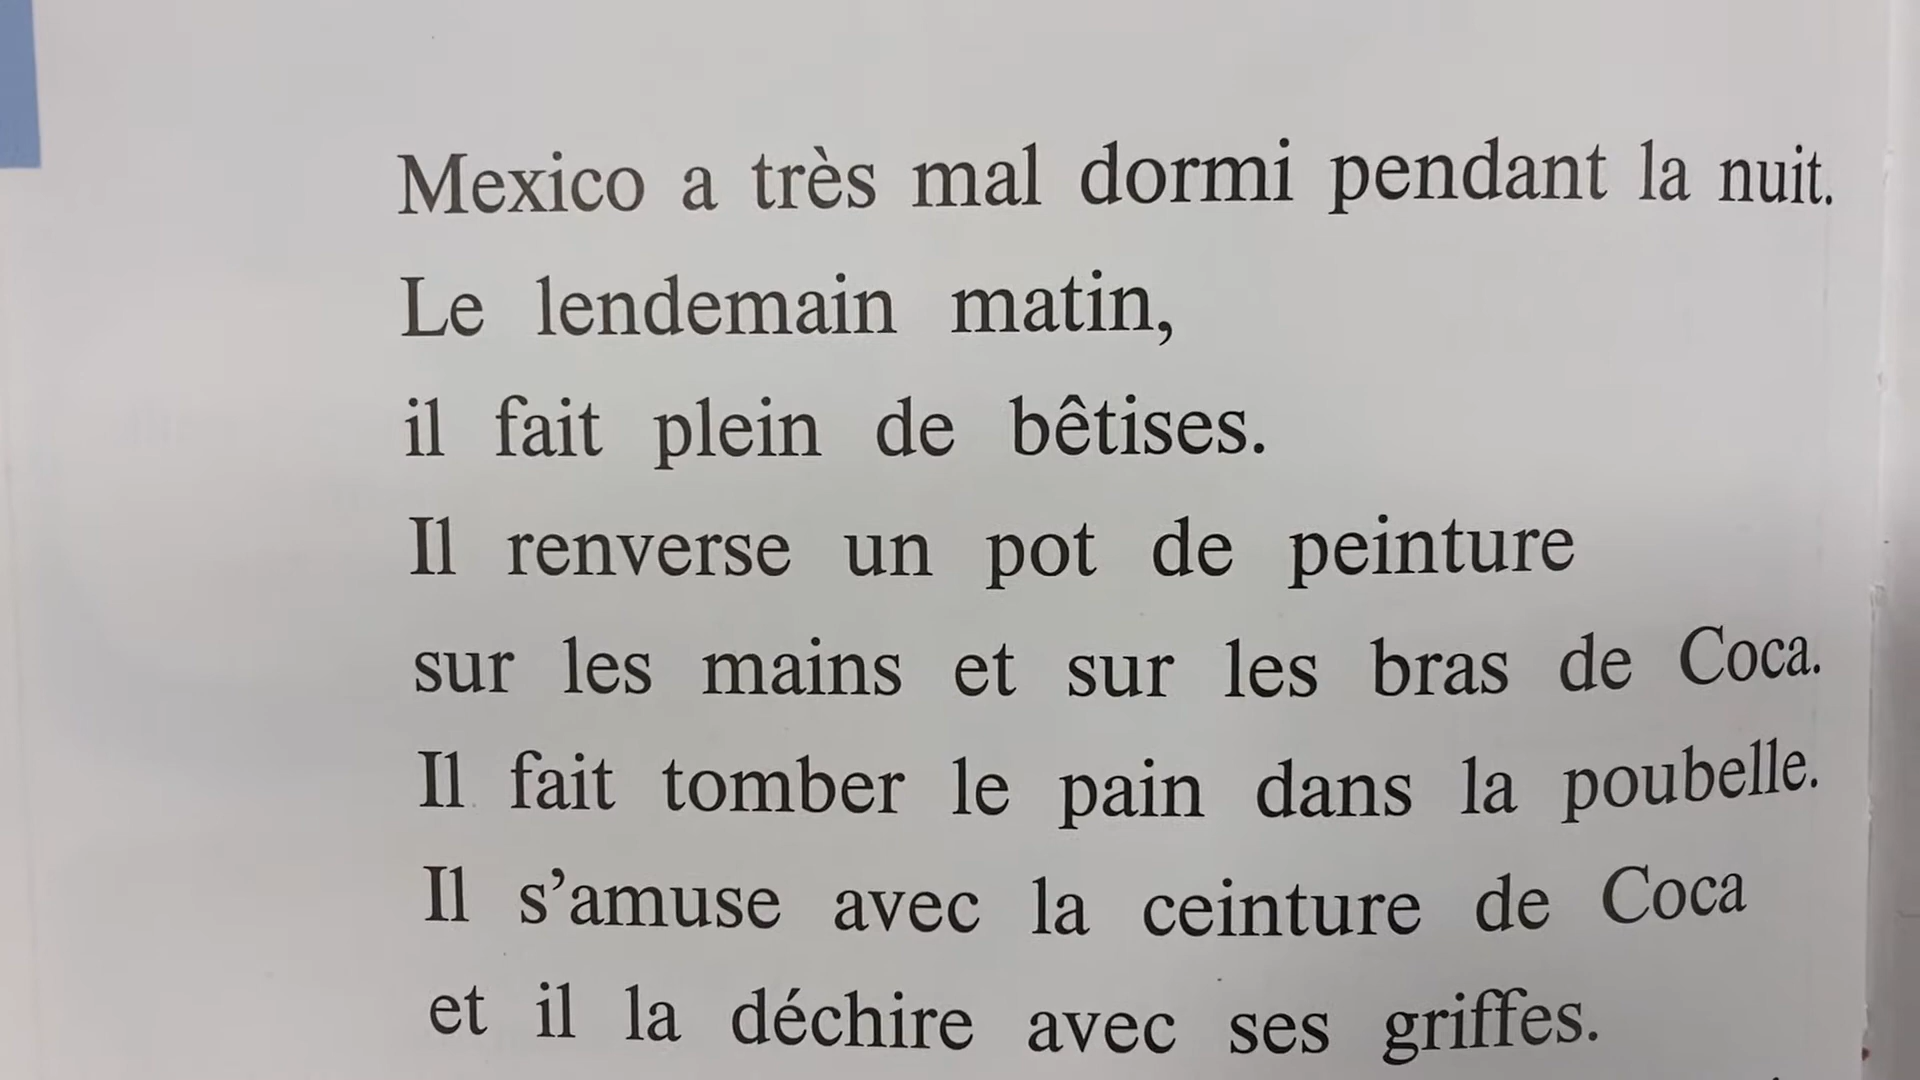 Mexico a très mal dormi pendant la nuit.
Le lendemain matin,
il fait plein de bêtises.
Il renverse un pot de peinture
sur les mains et sur les bras de Coca.
Il fait tomber le pain dans la poubelle.
Il s’amuse avec la ceinture de Coca
et il la déchire avec ses griffes.